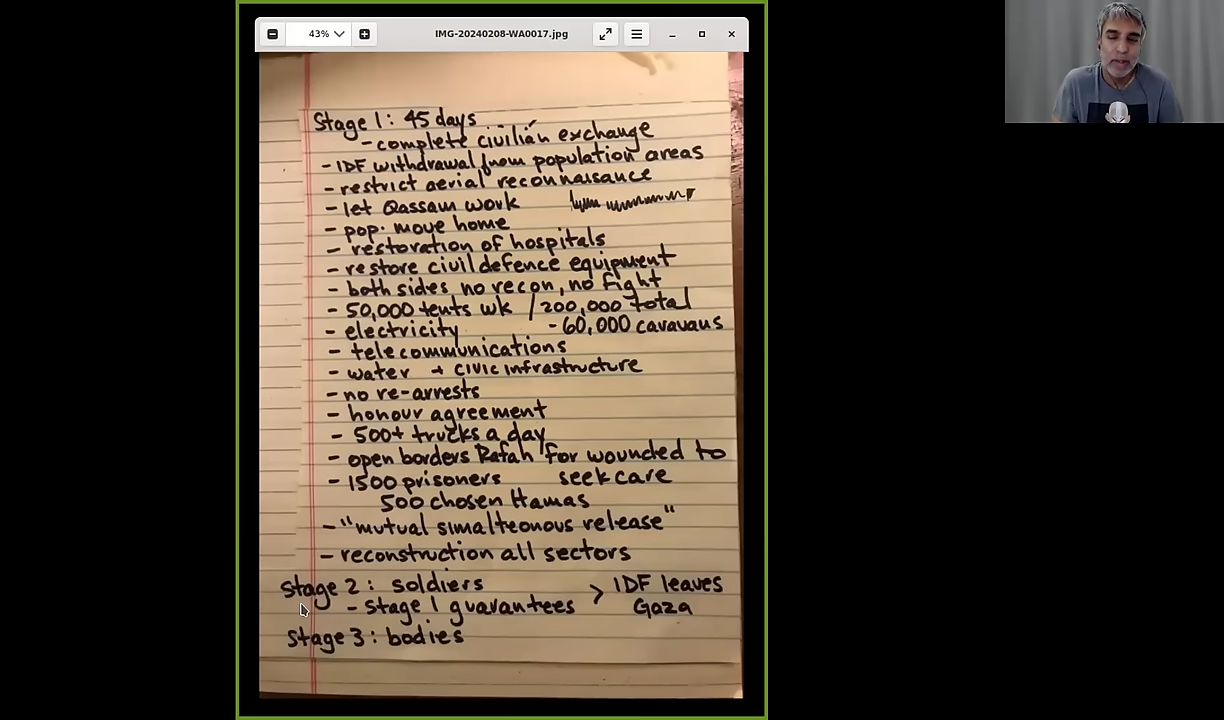 43%
IMG-20240208-WA0017.jpg
Stage 1: 45 days
- complete civilian exchange
- IDF withdrawal from population areas
- restrict aerial reconnaisance
- let Qassam work
- pop. move home
- restoration of hospitals
- restore civil defence equipment
- both sides no recon, no fight
- 50,000 tents wk / 200,000 total
- electricity - 60,000 caravans
- telecommunications
- water + civic infrastructure
- no re-arrests
- honour agreement
- 500+ trucks a day
- open borders Rafah for wounded to
- 1500 prisoners seek care
500 chosen Hamas
- "mutual simalteonous release"
- reconstruction all sectors
Stage 2: soldiers > IDF leaves
- Stage 1 guarantees Gaza
Stage 3: bodies